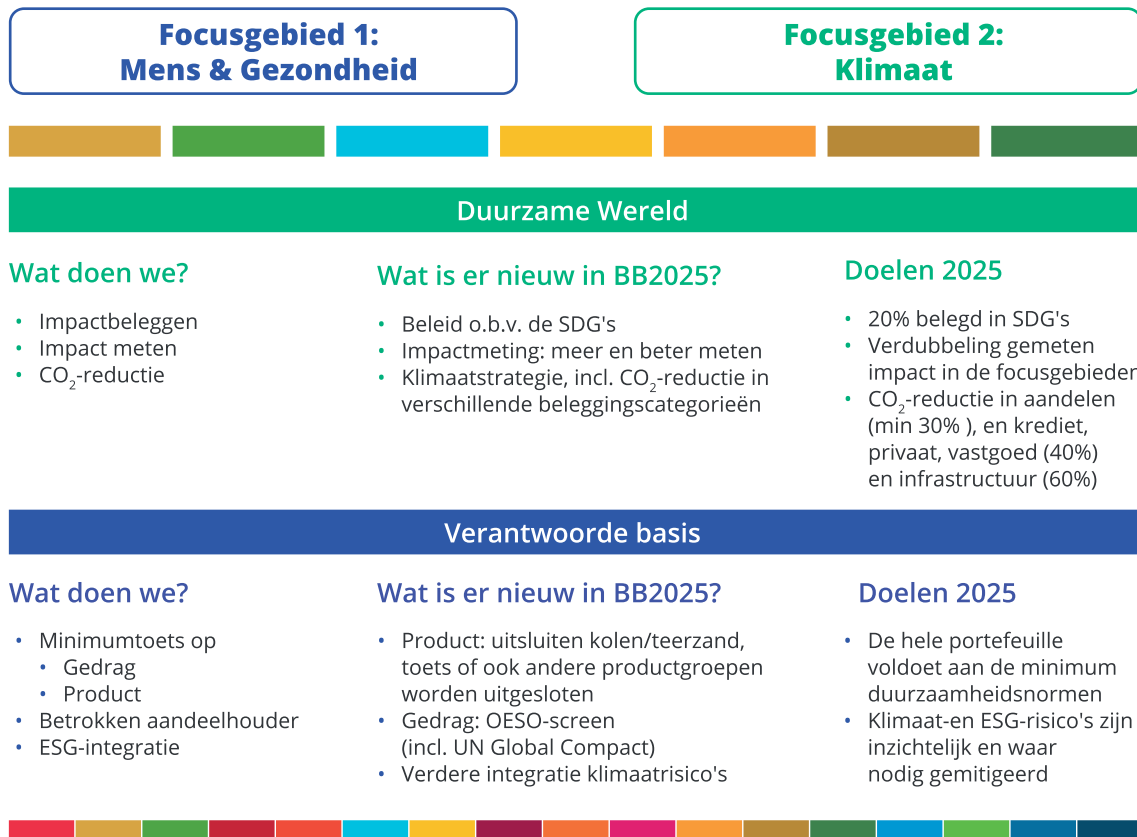 Focusgebied 1:
Mens & Gezondheid
Focusgebied 2:
Klimaat
Duurzame Wereld
Wat doen we?
• Impactbeleggen
• Impact meten
• CO₂-reductie
Wat is er nieuw in BB2025?
• Beleid o.b.v. de SDG's
• Impactmeting: meer en beter meten
• Klimaatstrategie, incl. CO₂-reductie in
verschillende beleggingscategorieën
Doelen 2025
• 20% belegd in SDG's
• Verdubbeling gemeten
impact in de focusgebieden
• CO₂-reductie in aandelen
(min 30% ), en krediet,
privaat, vastgoed (40%)
en infrastructuur (60%)
Verantwoorde basis
Wat doen we?
• Minimumtoets op
• Gedrag
• Product
• Betrokken aandeelhouder
• ESG-integratie
Wat is er nieuw in BB2025?
• Product: uitsluiten kolen/teerzand,
toets of ook andere productgroepen
worden uitgesloten
• Gedrag: OESO-screen
(incl. UN Global Compact)
• Verdere integratie klimaatrisico's
Doelen 2025
• De hele portefeuille
voldoet aan de minimum
duurzaamheidsnormen
• Klimaat-en ESG-risico's zijn
inzichtelijk en waar
nodig gemitigeerd